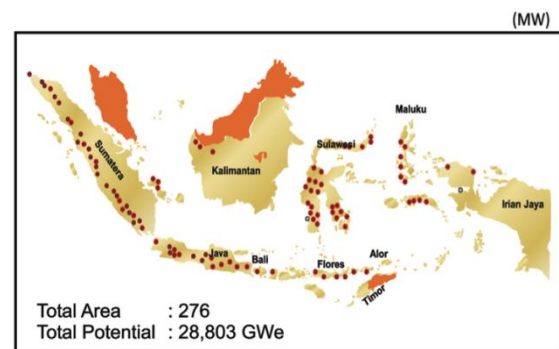 (MW)
Maluku
Sumatera
Sulawesi
Kalimantan
Irian Jaya
Java
Bali
Flores
Alor
Timor
Total Area : 276
Total Potential : 28,803 GWe